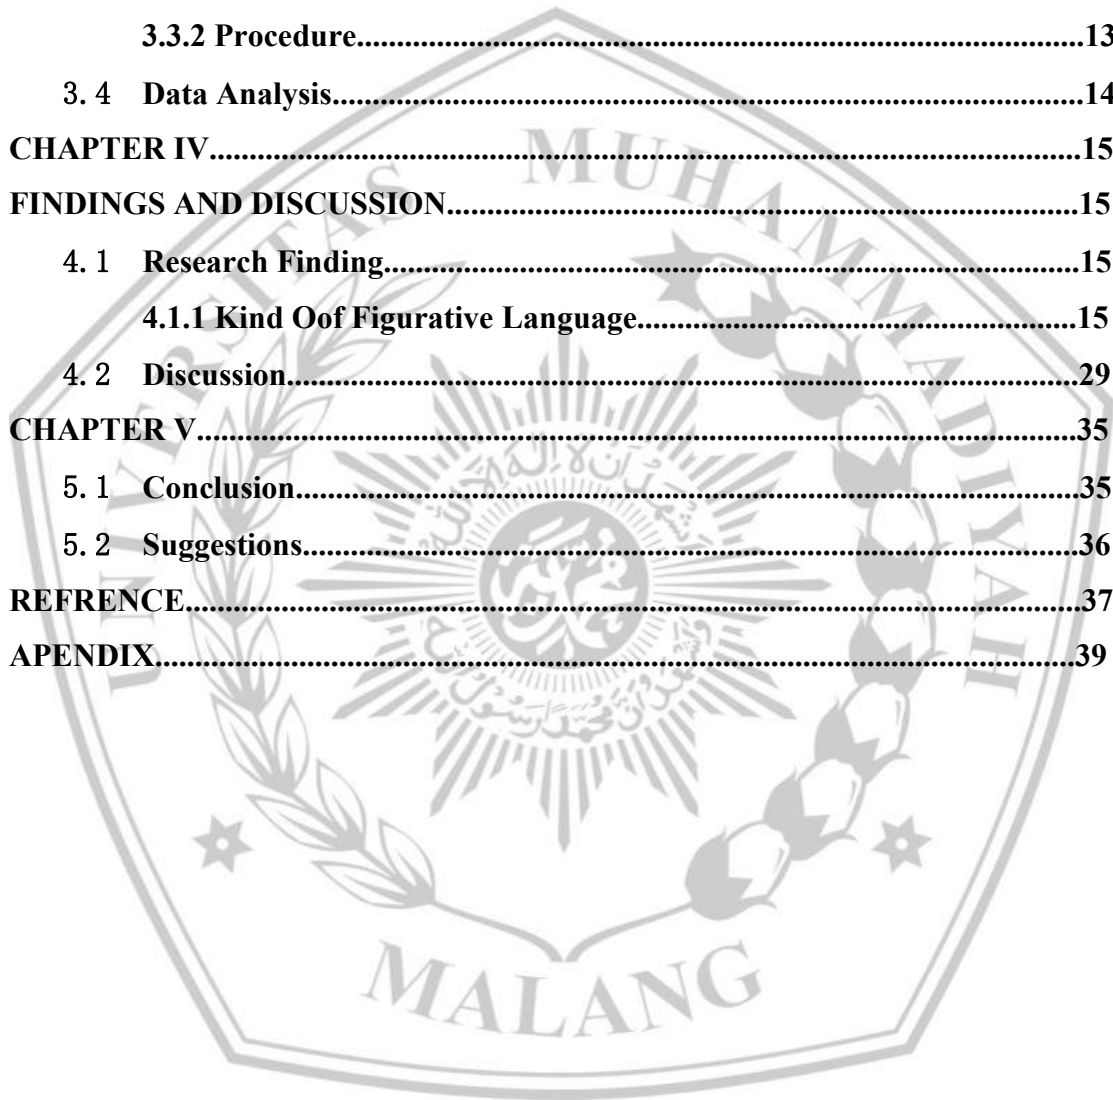 3.3.2 Procedure..........................................................................................13
3.4 Data Analysis.............................................................................................14
CHAPTER IV............................................................................................................15
FINDINGS AND DISCUSSION..............................................................................15
4.1 Research Finding.......................................................................................15
4.1.1 Kind Oof Figurative Language.......................................................15
4.2 Discussion..................................................................................................29
CHAPTER V.............................................................................................................35
5.1 Conclusion.................................................................................................35
5.2 Suggestions................................................................................................36
REFRENCE...............................................................................................................37
APENDIX..................................................................................................................39
UNIVERSITAS MUHAMMADIYAH
MALANG